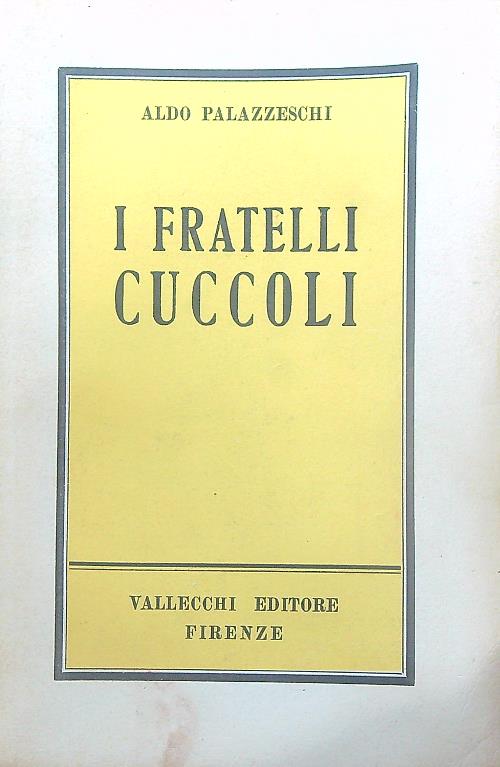 ALDO PALAZZESCHI
I FRATELLI
CUCCOLI
VALLECCHI EDITORE
FIRENZE